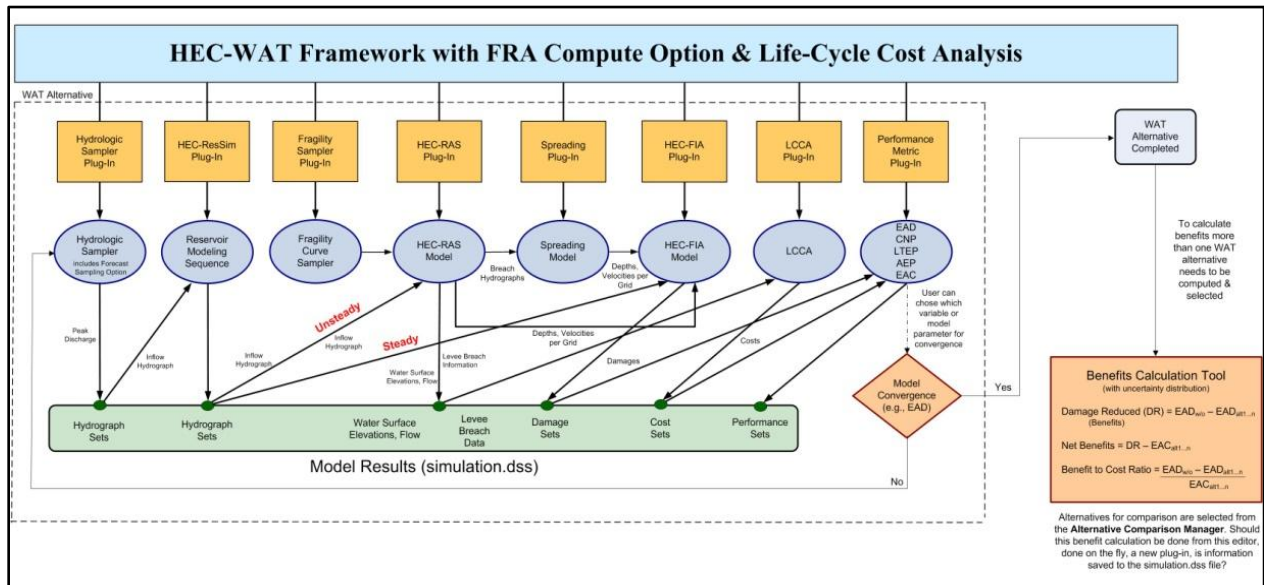 HEC-WAT Framework with FRA Compute Option & Life-Cycle Cost Analysis
WAT Alternative
Hydrologic
Sampler
Plug-In
HEC-ResSim
Plug-In
Fragility
Sampler
Plug-In
HEC-RAS
Plug-In
Spreading
Plug-In
HEC-FIA
Plug-In
LCCA
Plug-In
Performance
Metric
Plug-In
WAT
Alternative
Completed
Hydrologic
Sampler
includes Forecast
Sampling Option
Reservoir
Modeling
Sequence
Fragility
Curve
Sampler
HEC-RAS
Model
Breach
Hydrographs
Spreading
Model
Depths,
Velocities per
Grid
HEC-FIA
Model
LCCA
EAD
CNP
LTEP
AEP
EAC
To calculate
benefits more
than one WAT
alternative
needs to be
computed &
selected
User can
chose which
variable or
model
parameter for
convergence
Peak
Discharge
Inflow
Hydrograph
Inflow
Hydrograph
Unsteady
Inflow
Hydrograph
Steady
Water Surface
Elevations, Flow
Levee Breach
Information
Depths, Velocities
per Grid
Damages
Costs
Model
Convergence
(e.g., EAD)
Yes
No
Hydrograph
Sets
Hydrograph
Sets
Water Surface
Elevations, Flow
Levee
Breach
Data
Damage
Sets
Cost
Sets
Performance
Sets
Model Results (simulation.dss)
Benefits Calculation Tool
(with uncertainty distribution)
Damage Reduced (DR) = EADw/o – EADalt1...n
(Benefits)
Net Benefits = DR – EACalt1...n
Benefit to Cost Ratio = EADw/o – EADalt1...n
EACalt1...n
Alternatives for comparison are selected from
the Alternative Comparison Manager. Should
this benefit calculation be done from this editor,
done on the fly, a new plug-in, is information
saved to the simulation.dss file?